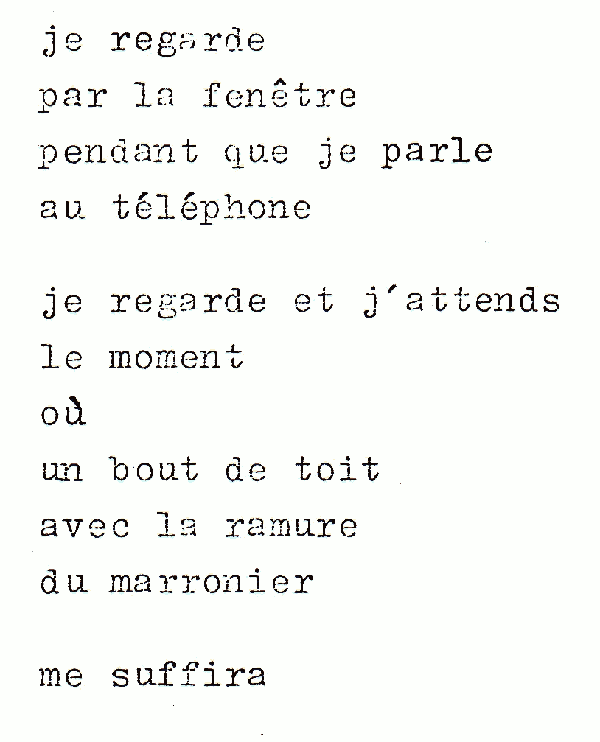 je regarde
par la fenêtre
pendant que je parle
au téléphone
je regarde et j'attends
le moment
où
un bout de toit
avec la ramure
du marronier
me suffira